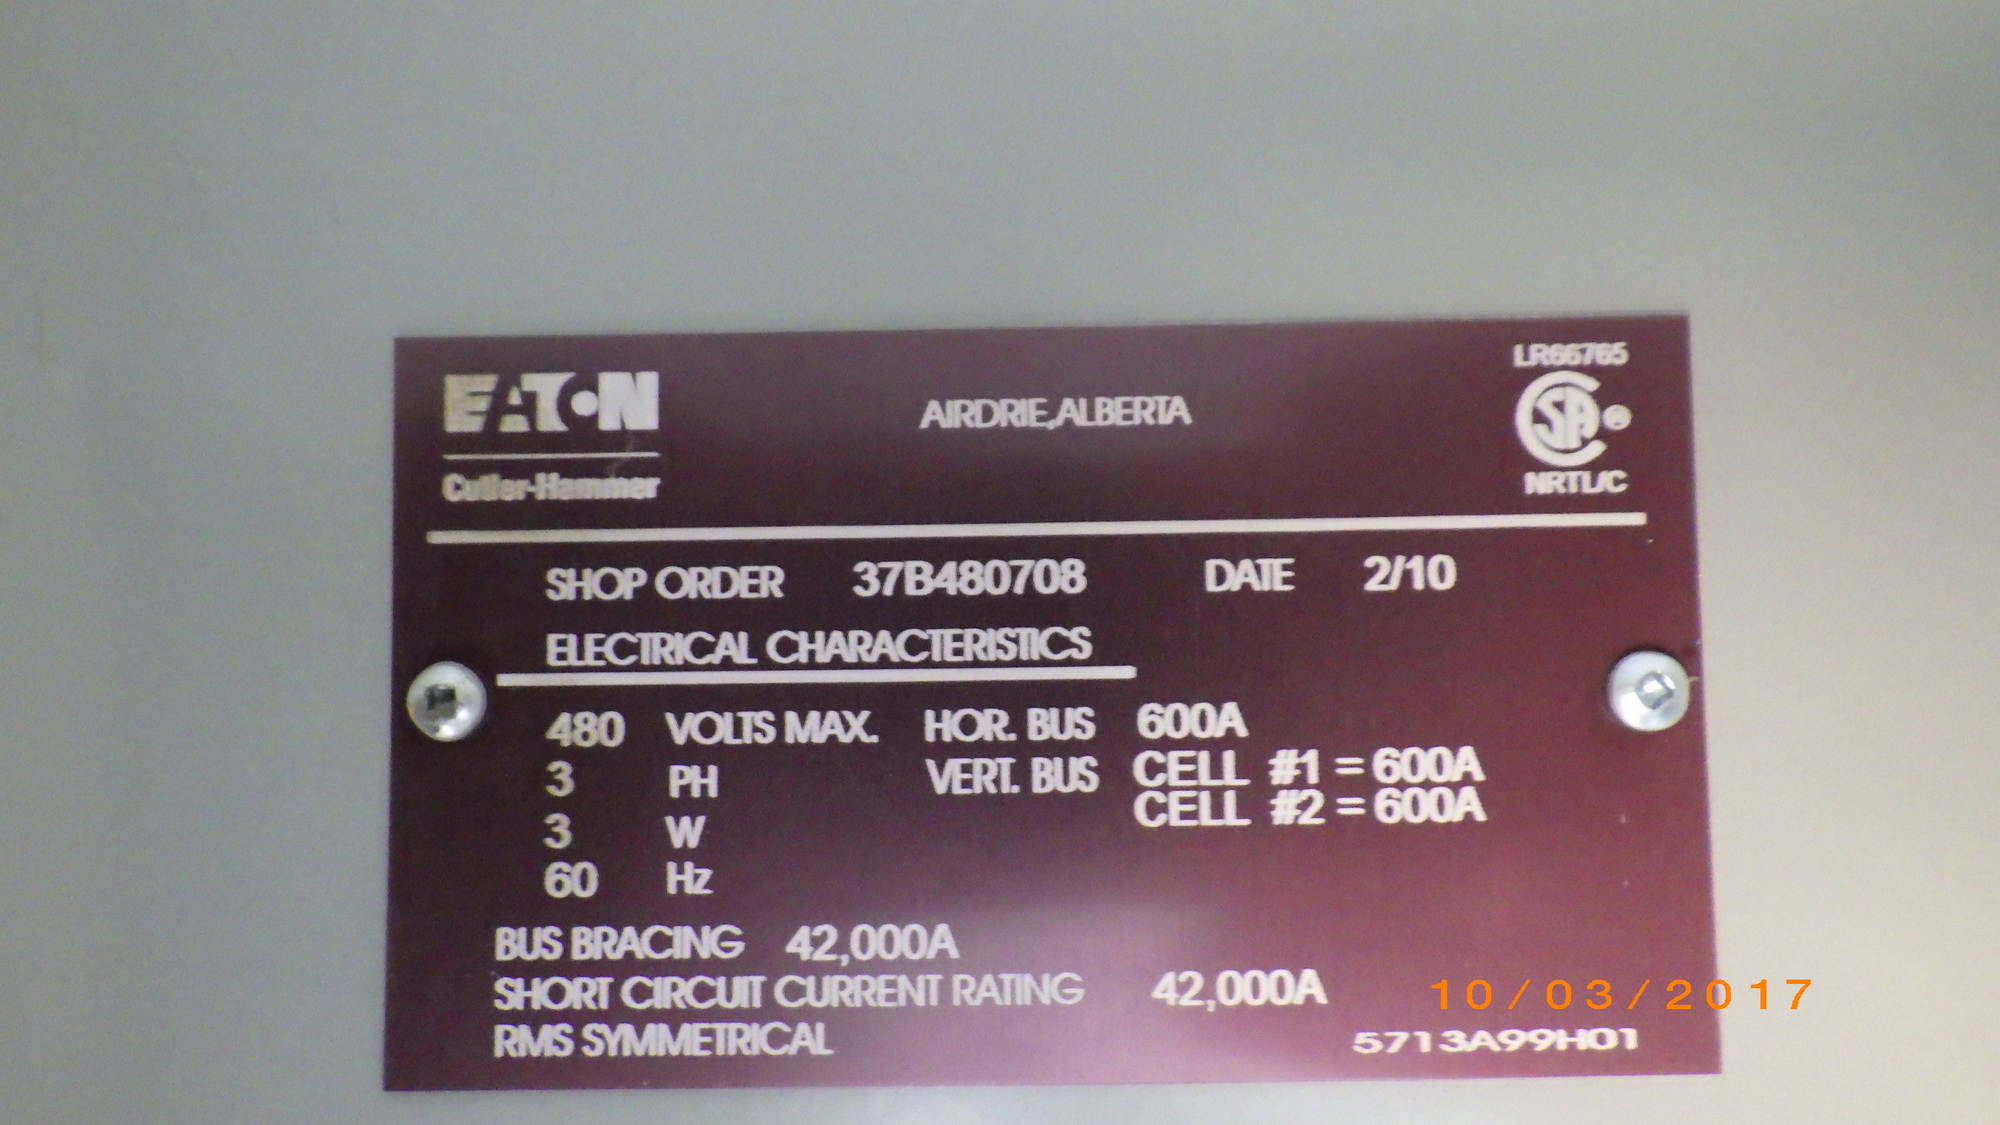 LR66765
EATON
AIRDRIE,ALBERTA
CSA ®
Cutler-Hammer
NRTL/C
SHOP ORDER 37B480708 DATE 2/10
ELECTRICAL CHARACTERISTICS
480 VOLTS MAX. HOR. BUS 600A
3 PH VERT. BUS CELL #1 = 600A
CELL #2 = 600A
3 W
60 Hz
BUS BRACING 42,000A
SHORT CIRCUIT CURRENT RATING 42,000A
RMS SYMMETRICAL
5713A99H01
10/03/2017